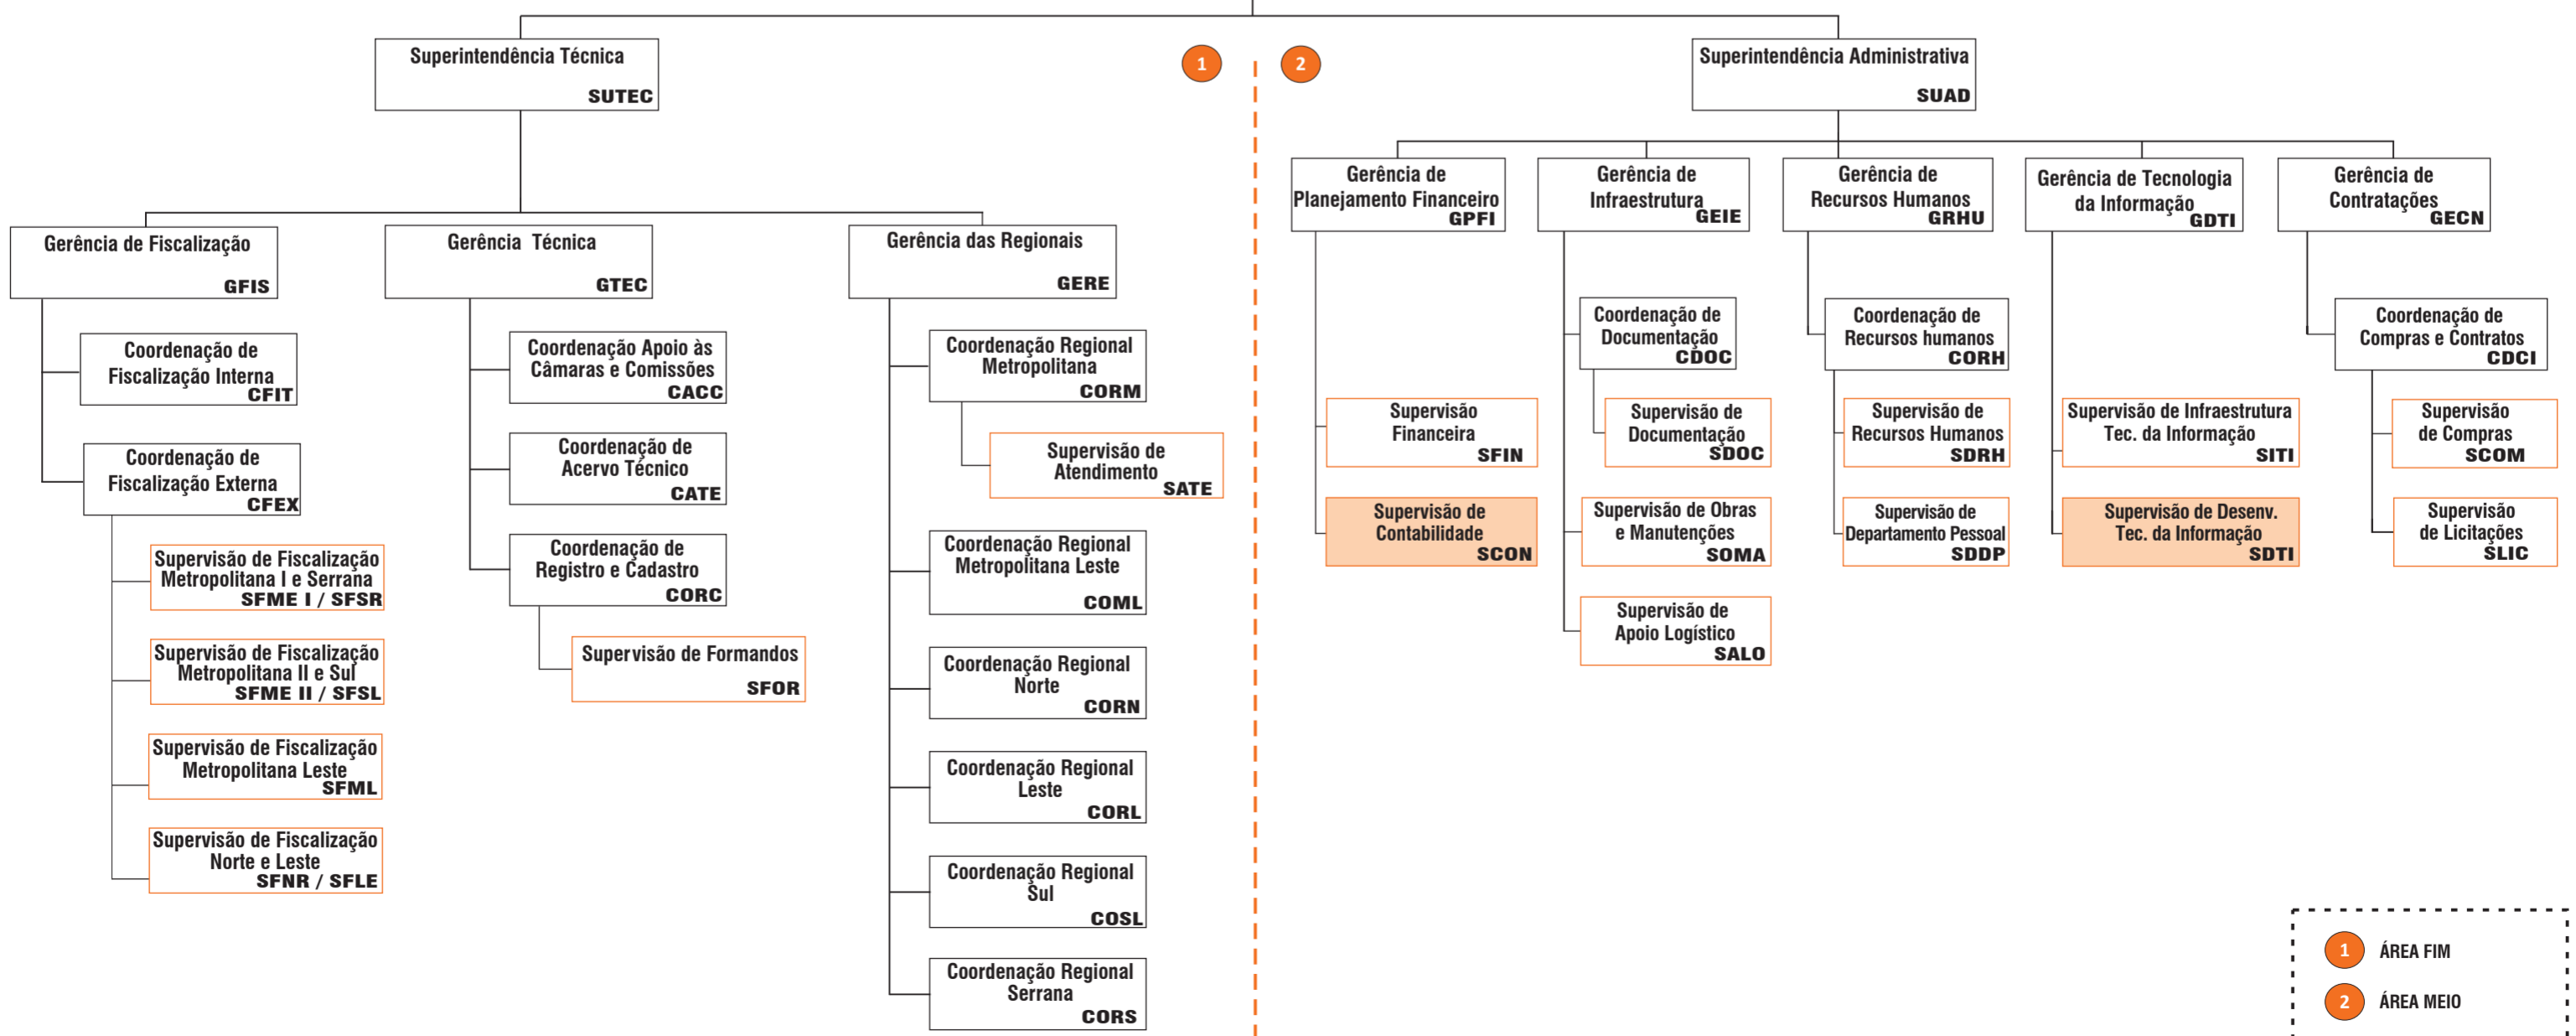 Superintendência Técnica
SUTEC
1
2
Superintendência Administrativa
SUAD
Gerência de Fiscalização
GFIS
Coordenação de
Fiscalização Interna
CFIT
Coordenação de
Fiscalização Externa
CFEX
Supervisão de Fiscalização
Metropolitana I e Serrana
SFME I / SFSR
Supervisão de Fiscalização
Metropolitana II e Sul
SFME II / SFSL
Supervisão de Fiscalização
Metropolitana Leste
SFML
Supervisão de Fiscalização
Norte e Leste
SFNR / SFLE
Gerência Técnica
GTEC
Coordenação Apoio às
Câmaras e Comissões
CACC
Coordenação de
Acervo Técnico
CATE
Coordenação de
Registro e Cadastro
CORC
Supervisão de Formandos
SFOR
Gerência das Regionais
GERE
Coordenação Regional
Metropolitana
CORM
Supervisão de
Atendimento
SATE
Coordenação Regional
Metropolitana Leste
COML
Coordenação Regional
Norte
CORN
Coordenação Regional
Leste
CORL
Coordenação Regional
Sul
COSL
Coordenação Regional
Serrana
CORS
Gerência de
Planejamento Financeiro
GPFI
Supervisão
Financeira
SFIN
Supervisão de
Contabilidade
SCON
Gerência de
Infraestrutura
GEIE
Coordenação de
Documentação
CDOC
Supervisão de
Documentação
SDOC
Supervisão de Obras
e Manutenções
SOMA
Supervisão de
Apoio Logístico
SALO
Gerência de
Recursos Humanos
GRHU
Coordenação de
Recursos humanos
CORH
Supervisão de
Recursos Humanos
SDRH
Supervisão de
Departamento Pessoal
SDDP
Gerência de Tecnologia
da Informação
GDTI
Supervisão de Infraestrutura
Tec. da Informação
SITI
Supervisão de Desenv.
Tec. da Informação
SDTI
Gerência de
Contratações
GECN
Coordenação de
Compras e Contratos
CDCI
Supervisão
de Compras
SCOM
Supervisão
de Licitações
SLIC
1 ÁREA FIM
2 ÁREA MEIO